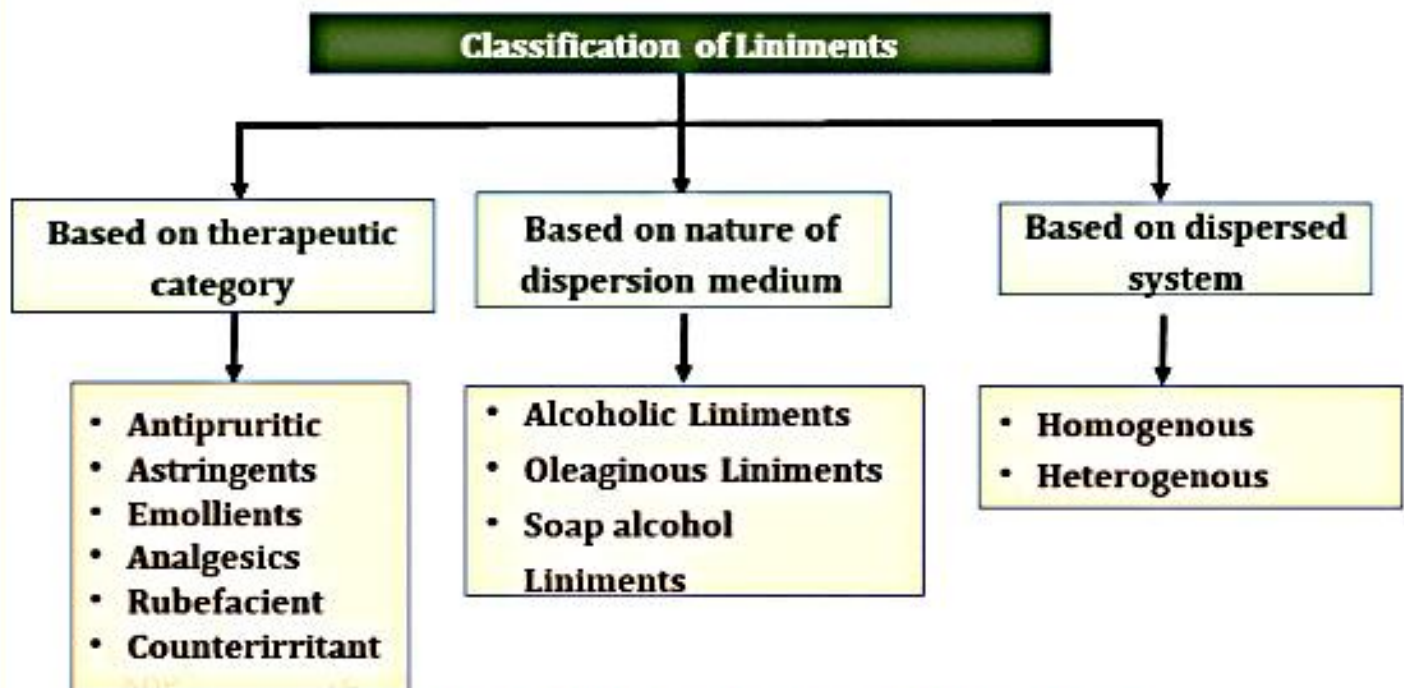 Classification of Liniments
Based on therapeutic
category
Based on nature of
dispersion medium
Based on dispersed
system
• Antipruritic
• Astringents
• Emollients
• Analgesics
• Rubefacient
• Counterirritant
• Alcoholic Liniments
• Oleaginous Liniments
• Soap alcohol
Liniments
• Homogenous
• Heterogenous